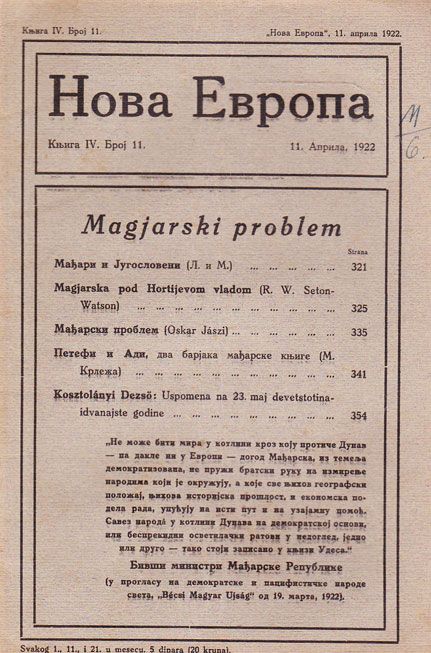 Књига IV. Број 11.
„Нова Европа“, 11. априла 1922.
Нова Европа
Књига IV. Број 11.
11. Априла, 1922
11
6.
Magjarski problem
Strana
Мађари и Југословени (Л. и М.) ... ... ... ... ... 321
Magjarska pod Hortijevom vladom (R. W. Seton-
Watson) ... ... ... ... ... ... ... ... ... ... 325
Мађарски проблем (Oskar Jászi) ... ... ... ... ... 335
Петефи и Ади, два барјака мађарске књиге (М.
Крлежа) ... ... ... ... ... ... ... ... ... ... 341
Kosztolányi Dezső: Uspomena na 23. maj devetstotina-
idvanajste godine ... ... ... ... ... ... ... ... 354
„Не може бити мира у котлини кроз коју протиче Дунав
— па дакле ни у Европи — догод Мађарска, из темеља
демократизована, не пружи братски руку на измирење
народима који је окружују, а које све њихов географски
положај, њихова историјска прошлост, и економска по-
дела рада, упућују на исти пут и на узајамну помоћ.
Савез народâ у котлини Дунава на демократској основи,
или беспрекидни осветилачки ратови у недоглед, једно
или друго — тако стоји записано у књизи Удеса.“
Бивши министри Мађарске Републике
(у прогласу на демократске и пацифистичке народе
света, „Bécsi Magyar Ujság“ од 19. марта, 1922).
Svakog 1., 11., i 21. u mesecu. 5 dinara (20 kruna).